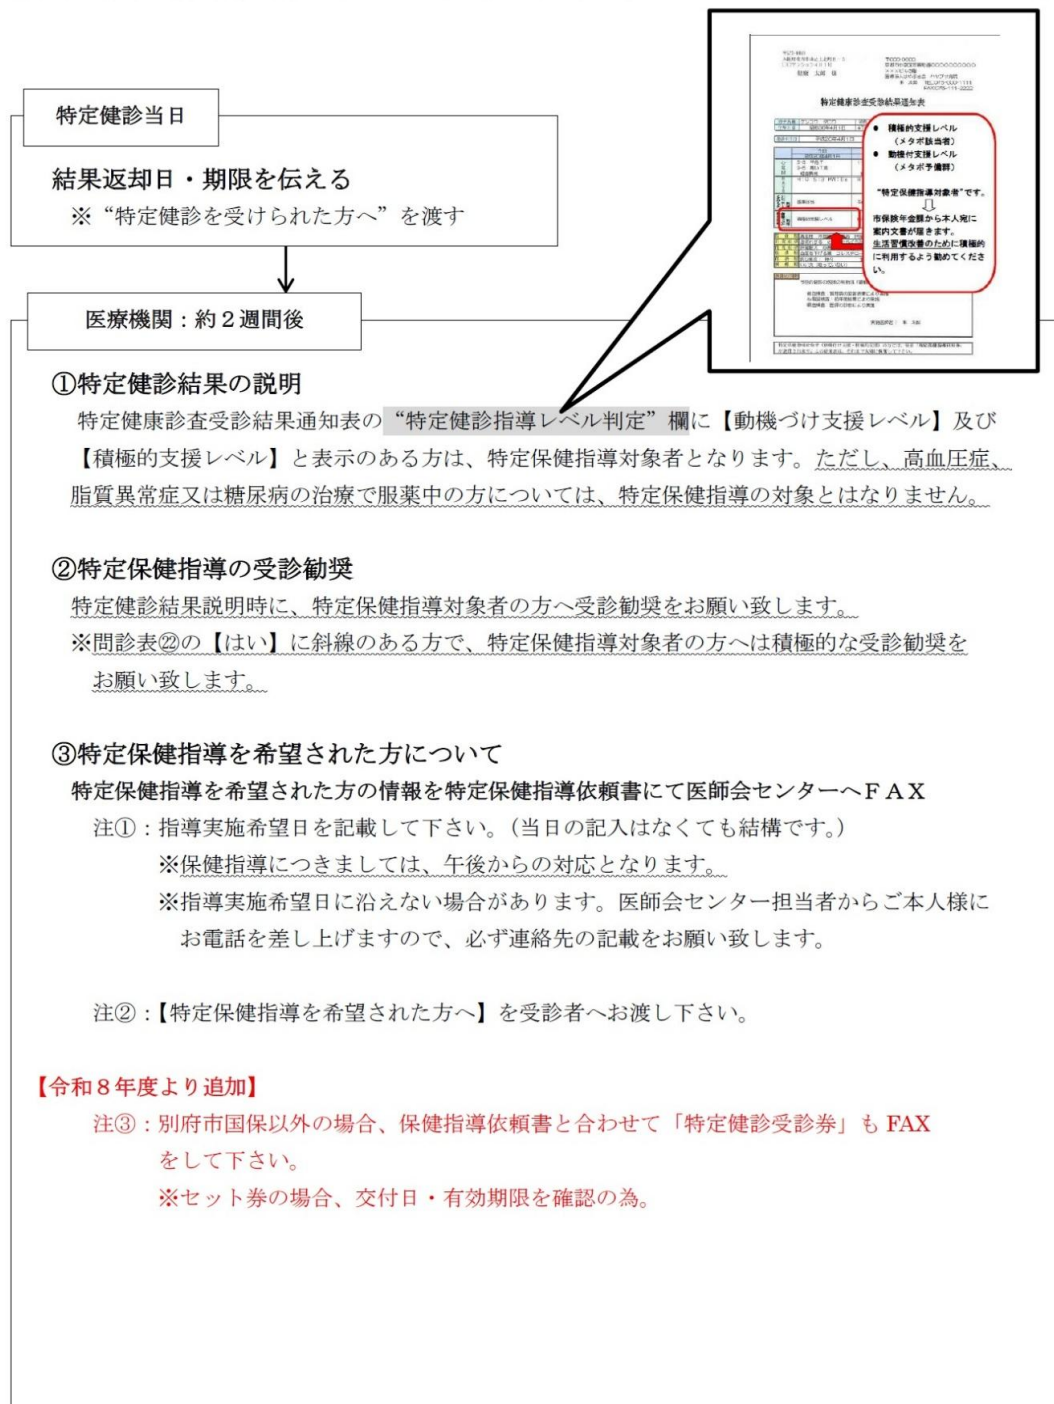 特定健診当日
結果返却日・期限を伝える
※“特定健診を受けられた方へ”を渡す
特定健康診査受診結果通知表
● 積極的支援レベル
(メタボ該当者)
● 動機付支援レベル
(メタボ予備群)
“特定保健指導対象者”です。
市保険年金課から本人宛に
案内文書が届きます。
生活習慣改善のために積極的
に利用するよう勧めてくださ
い。
医療機関：約２週間後
①特定健診結果の説明
特定健康診査受診結果通知表の“特定健診指導レベル判定”欄に【動機づけ支援レベル】及び
【積極的支援レベル】と表示のある方は、特定保健指導対象者となります。ただし、高血圧症、
脂質異常症又は糖尿病の治療で服薬中の方については、特定保健指導の対象とはなりません。
②特定保健指導の受診勧奨
特定健診結果説明時に、特定保健指導対象者の方へ受診勧奨をお願い致します。
※問診表㉒の【はい】に斜線のある方で、特定保健指導対象者の方へは積極的な受診勧奨を
お願い致します。
③特定保健指導を希望された方について
特定保健指導を希望された方の情報を特定保健指導依頼書にて医師会センターへＦＡＸ
注①：指導実施希望日を記載して下さい。（当日の記入はなくても結構です。）
※保健指導につきましては、午後からの対応となります。
※指導実施希望日に沿えない場合があります。医師会センター担当者からご本人様に
お電話を差し上げますので、必ず連絡先の記載をお願い致します。
注②：【特定保健指導を希望された方へ】を受診者へお渡し下さい。
【令和８年度より追加】
注③：別府市国保以外の場合、保健指導依頼書と合わせて「特定健診受診券」も FAX
をして下さい。
※セット券の場合、交付日・有効期限を確認の為。